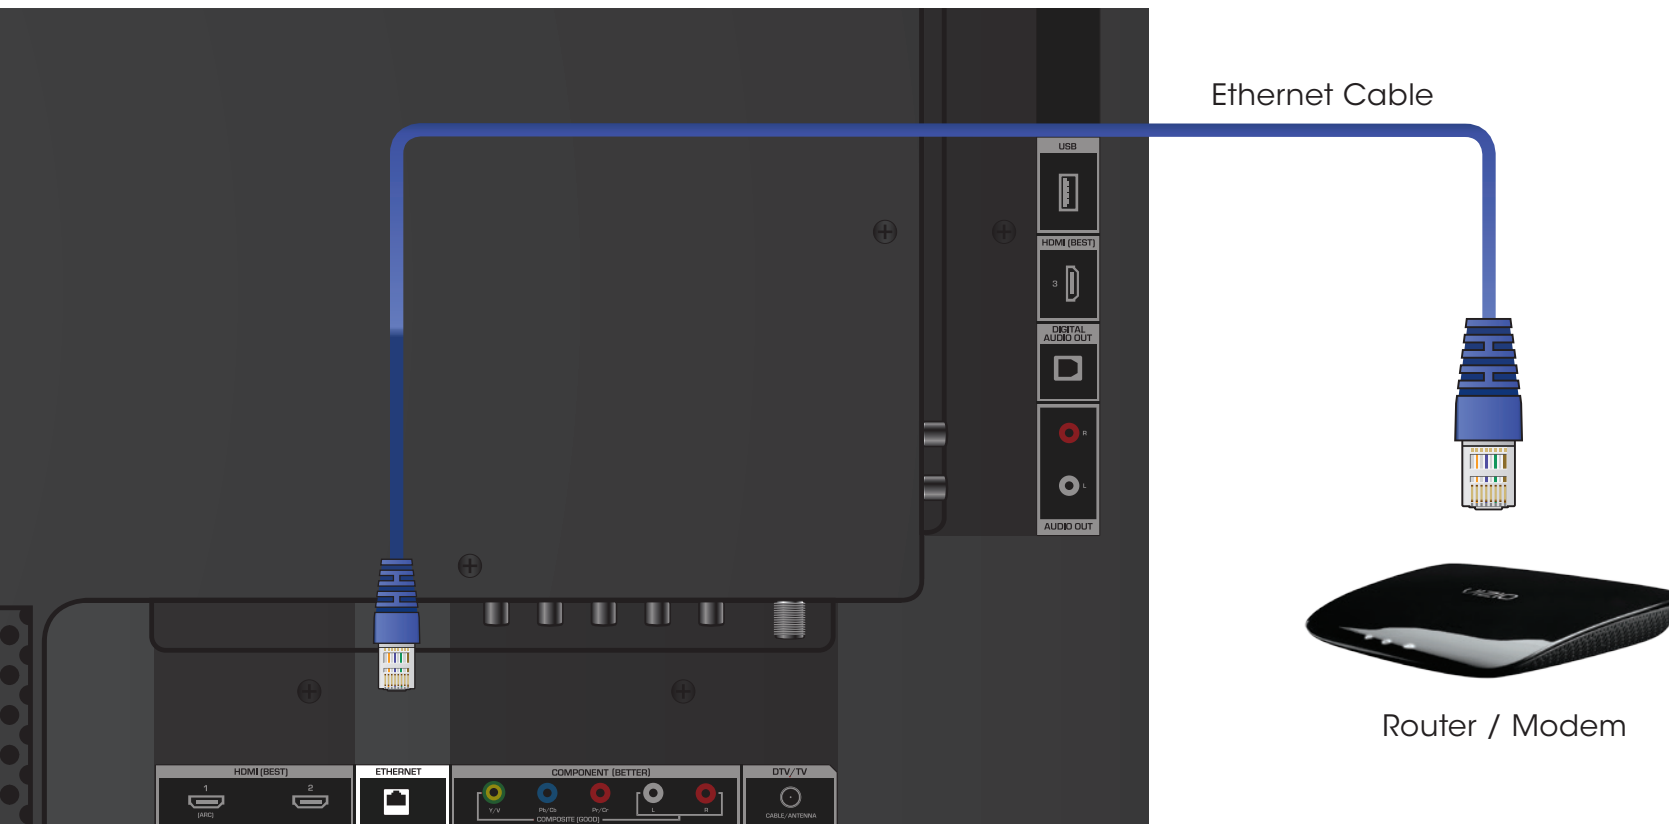 Ethernet Cable
USB
HDMI (BEST)
3
DIGITAL
AUDIO OUT
R
L
AUDIO OUT
VIZIO
Router / Modem
HDMI (BEST)
1
2
(ARC)
ETHERNET
COMPONENT (BETTER)
Y/V
Pb/Cb
Pr/Cr
L
R
COMPOSITE (GOOD)
DTV/TV
CABLE/ANTENNA